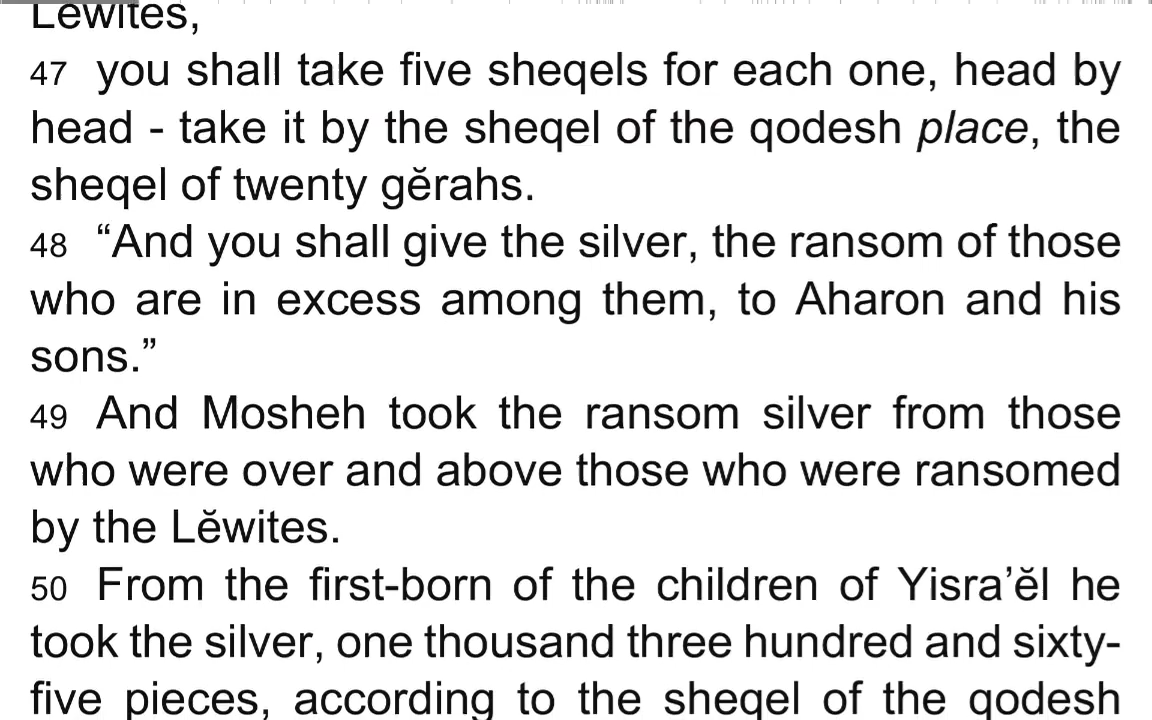 Lĕwites,
47 you shall take five sheqels for each one, head by
head - take it by the sheqel of the qodesh place, the
sheqel of twenty gĕrahs.
48 “And you shall give the silver, the ransom of those
who are in excess among them, to Aharon and his
sons.”
49 And Mosheh took the ransom silver from those
who were over and above those who were ransomed
by the Lĕwites.
50 From the first-born of the children of Yisra’ĕl he
took the silver, one thousand three hundred and sixty-
five pieces, according to the sheqel of the qodesh